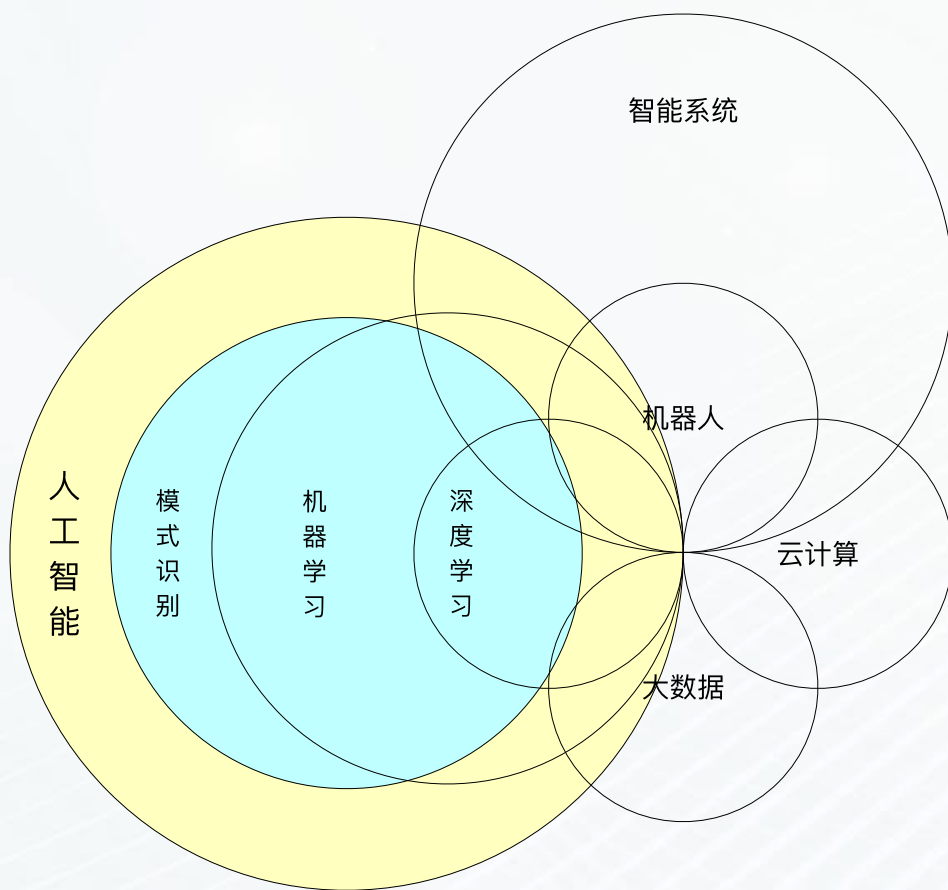 智能系统
机器人
人工智能
模式识别
机器学习
深度学习
云计算
大数据